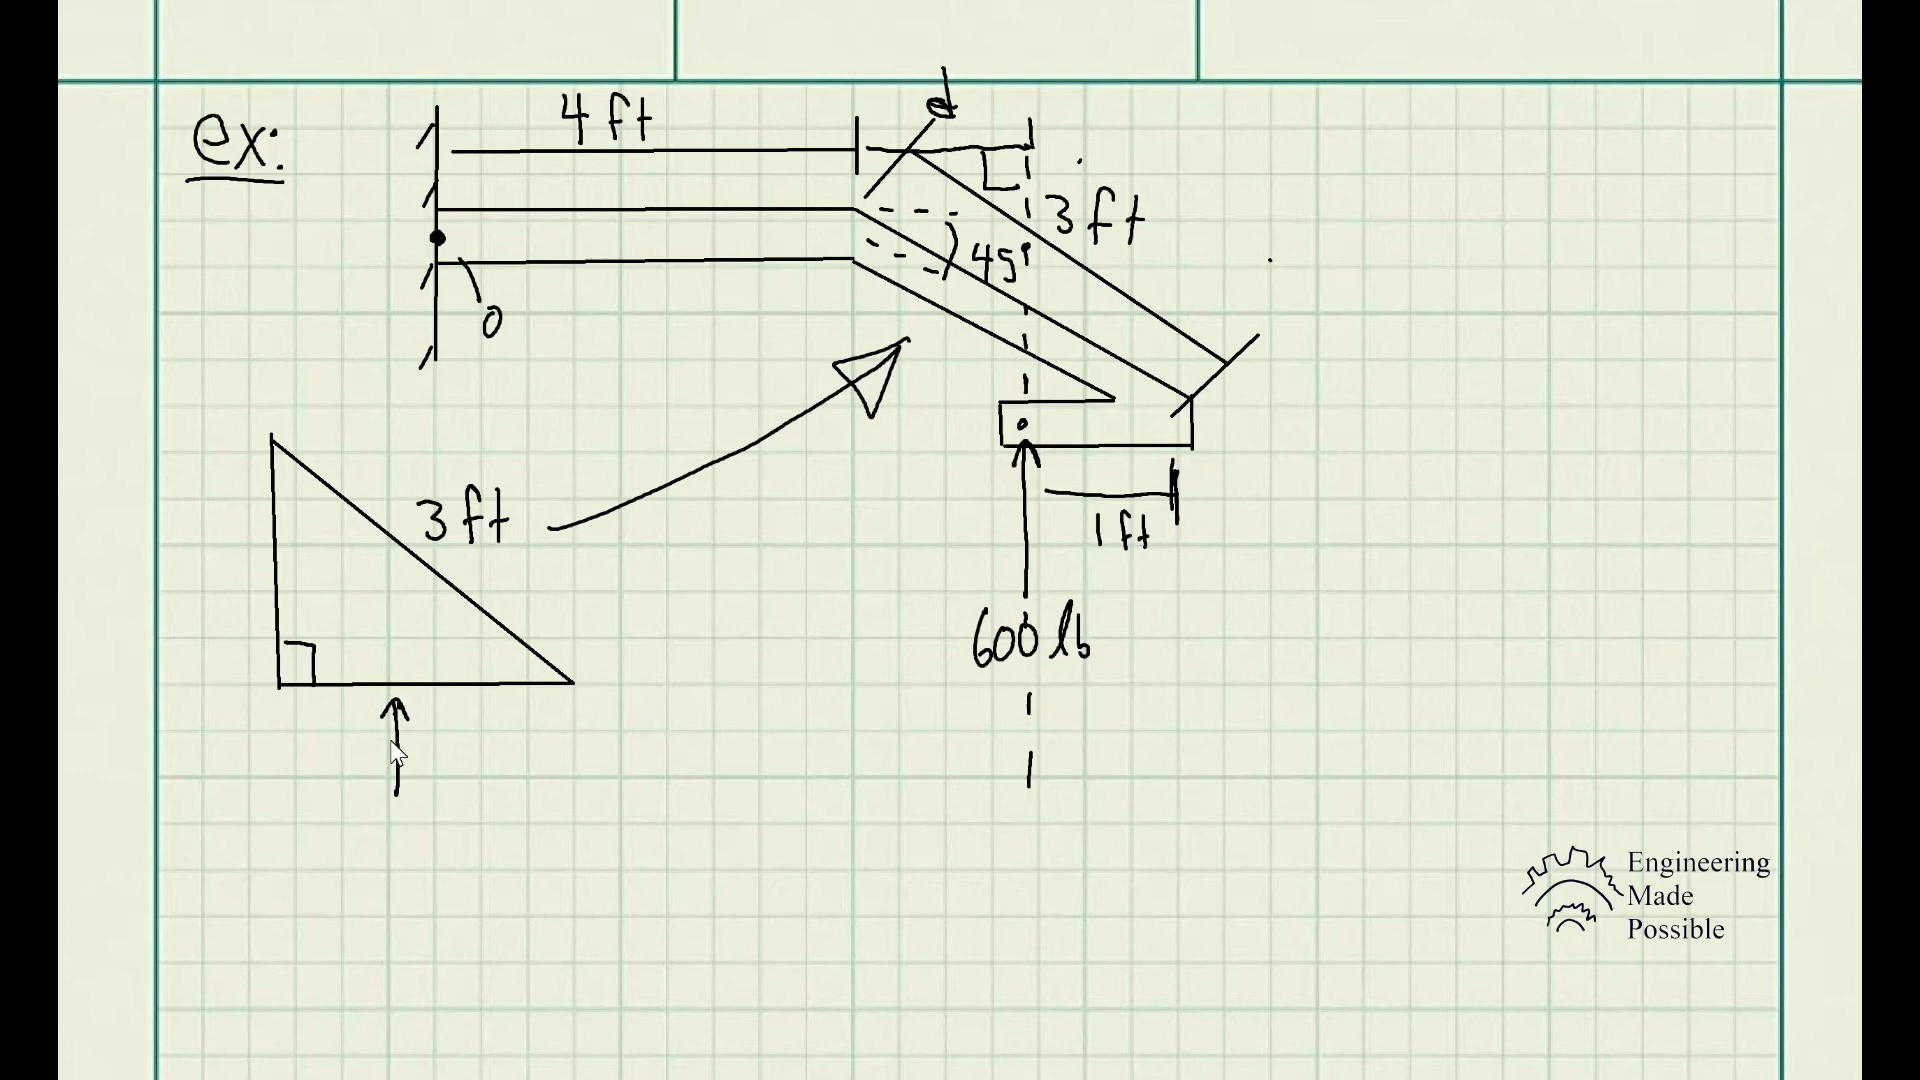 ex:
4 ft
d
3 ft
45°
0
3 ft
1 ft
600 lb
Engineering
Made
Possible